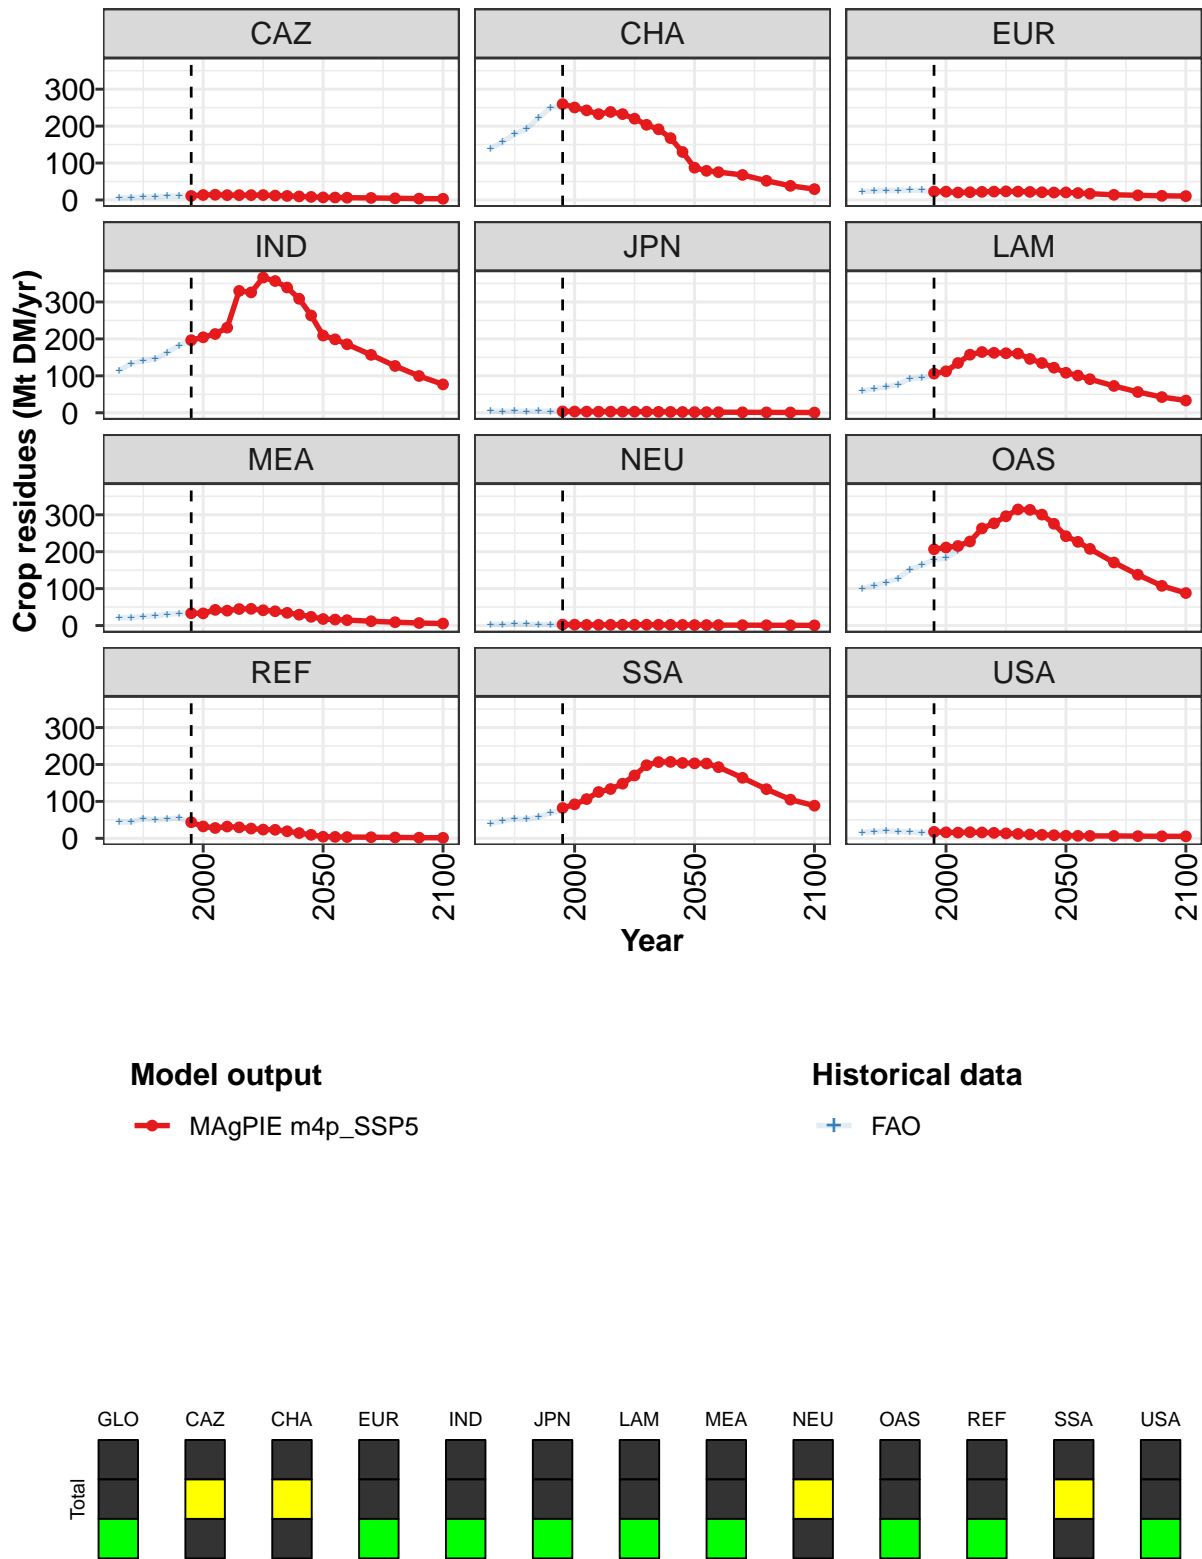 CAZ CHA EUR
300
200
100
0
IND JPN LAM
300
200
100
0
MEA NEU OAS
300
200
100
0
REF SSA USA
300
200
100
0
2000 2050 2100 2000 2050 2100 2000 2050 2100
Crop residues (Mt DM/yr)
Year
Model output Historical data
MAgPIE m4p_SSP5 FAO
GLO CAZ CHA EUR IND JPN LAM MEA NEU OAS REF SSA USA
Total